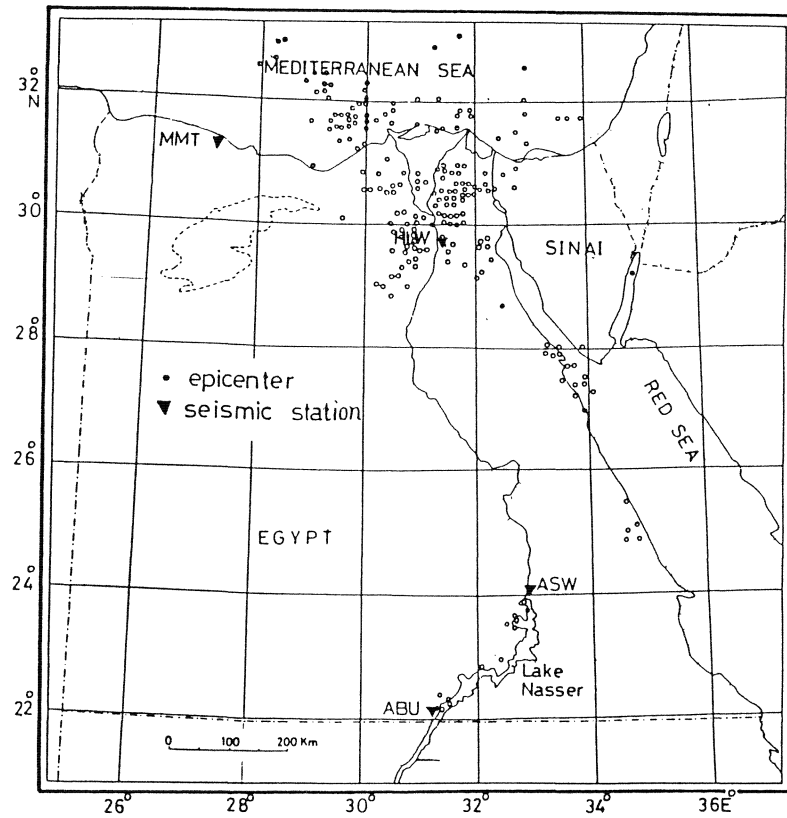 MEDITERRANEAN SEA
32°
N
MMT
30°
HLW
SINAI
28°
• epicenter
▼ seismic station
RED SEA
26°
EGYPT
24°
ASW
Lake
Nasser
ABU
22°
0 100 200 Km
26° 28° 30° 32° 34° 36E°